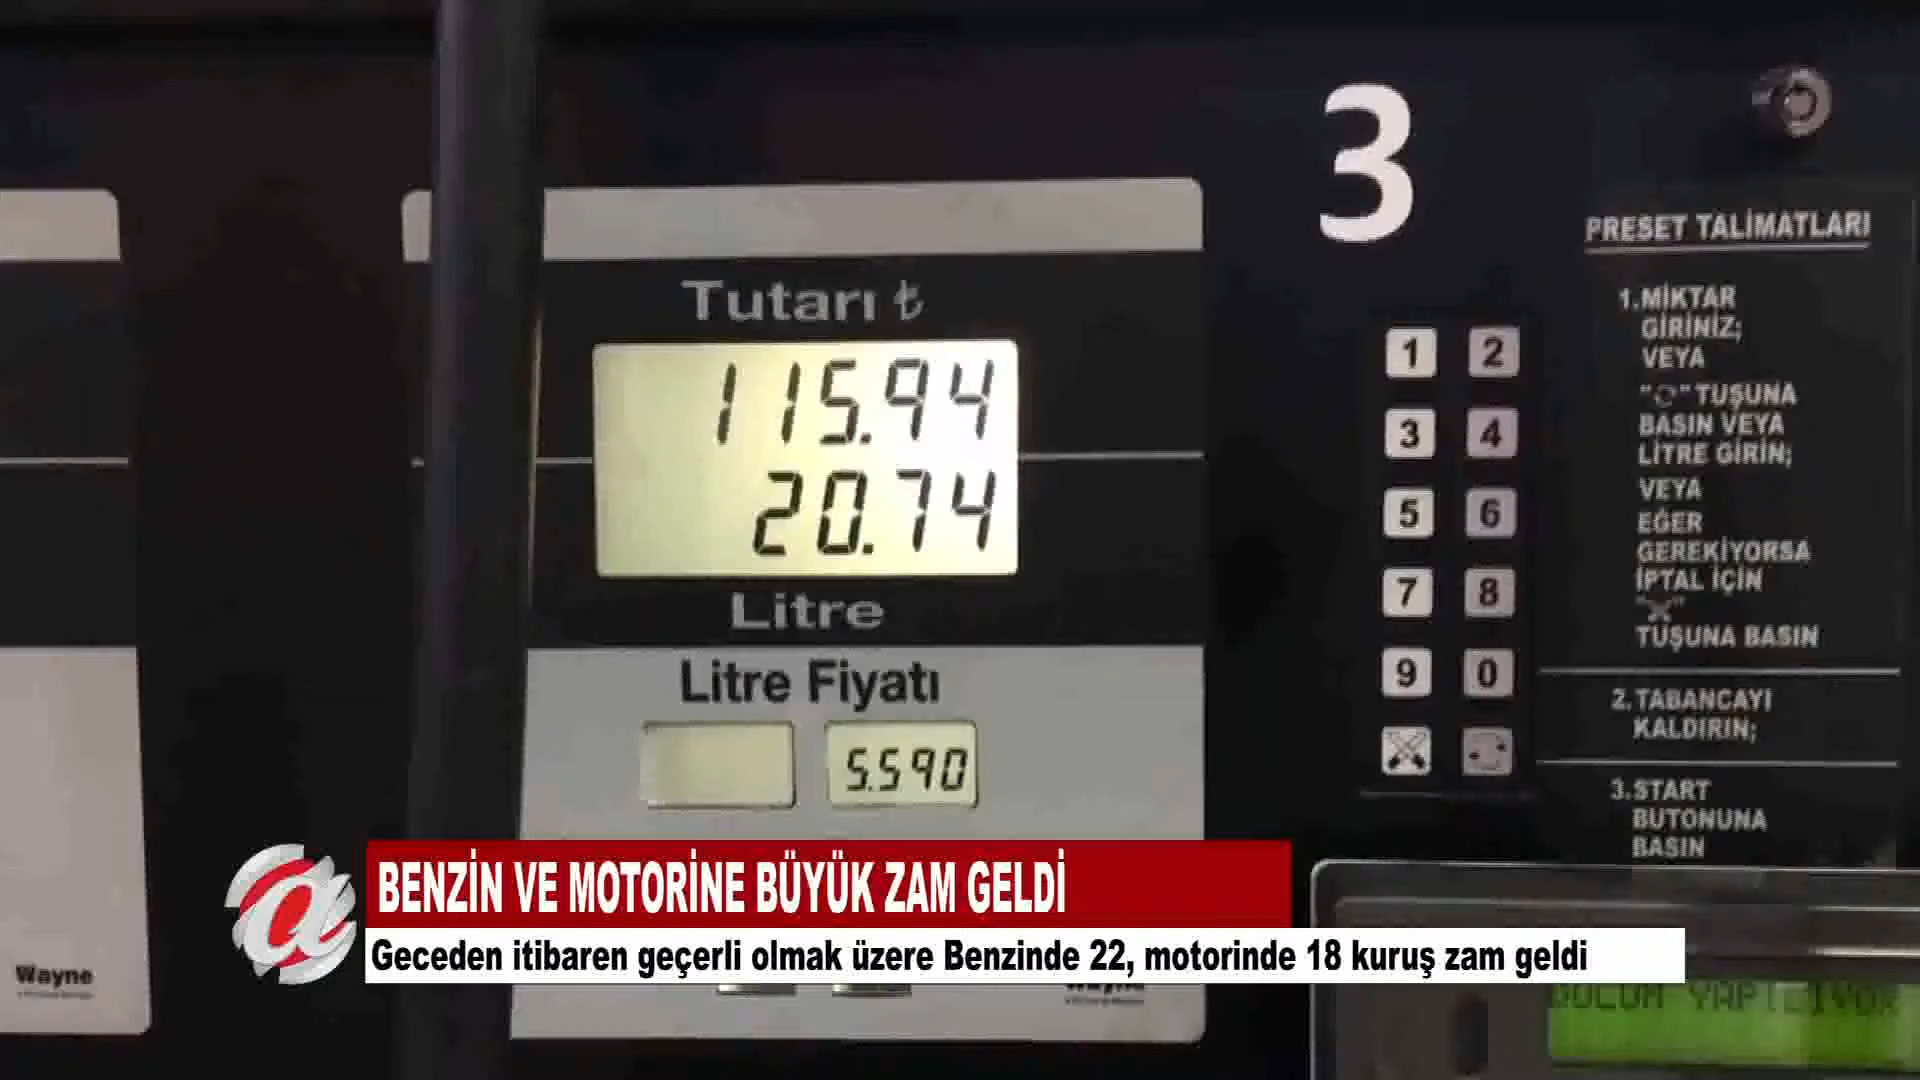 3
Tutarı ₺
115.94
20.74
Litre
Litre Fiyatı
5.590
1 2
3 4
5 6
7 8
9 0
PRESET TALİMATLARI
1.MİKTAR
GİRİNİZ;
VEYA
" " TUŞUNA
BASIN VEYA
LİTRE GİRİN;
VEYA
EĞER
GEREKİYORSA
İPTAL İÇİN
"X"
TUŞUNA BASIN
2.TABANCAYI
KALDIRIN;
3.START
BUTONUNA
BASIN
BENZİN VE MOTORİNE BÜYÜK ZAM GELDİ
Geceden itibaren geçerli olmak üzere Benzinde 22, motorinde 18 kuruş zam geldi
Wayne
Wayne